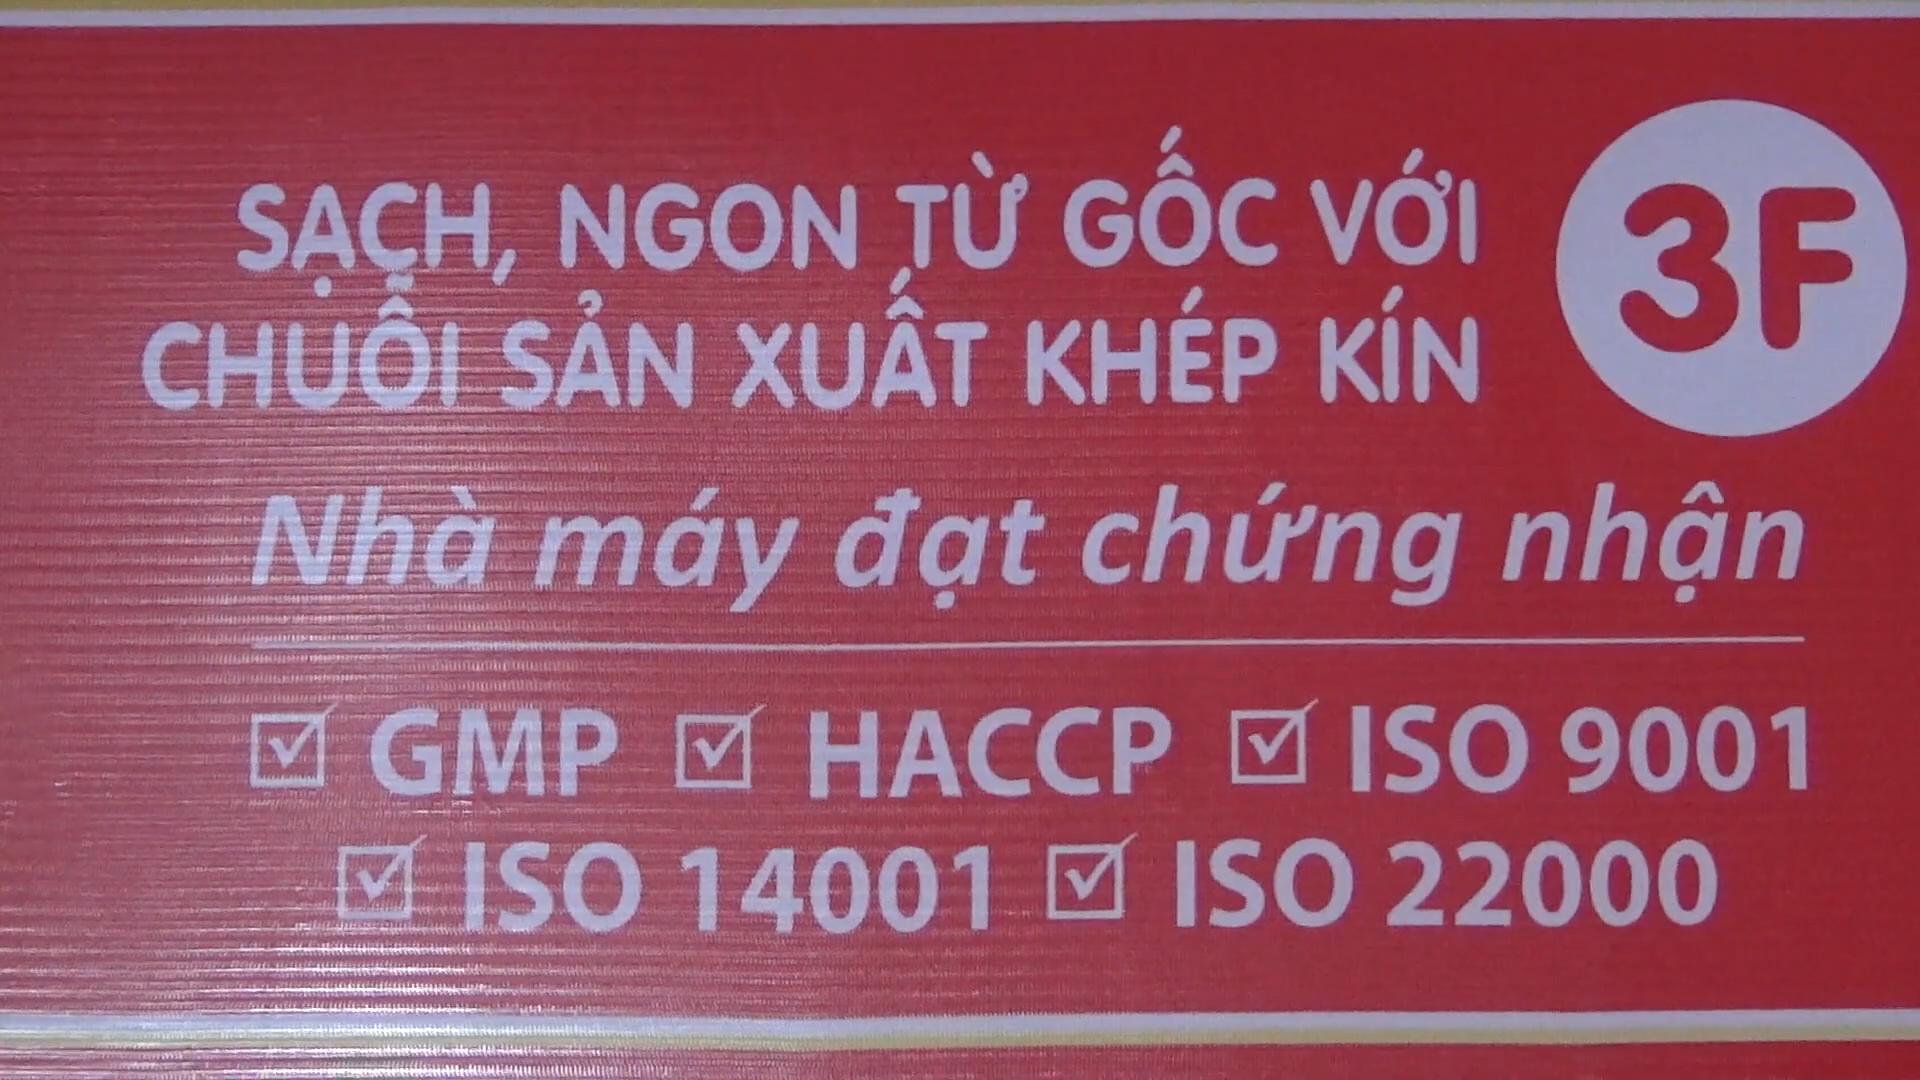 SẠCH, NGON TỪ GỐC VỚI
CHUỖI SẢN XUẤT KHÉP KÍN
3F
Nhà máy đạt chứng nhận
☑ GMP ☑ HACCP ☑ ISO 9001
☑ ISO 14001 ☑ ISO 22000